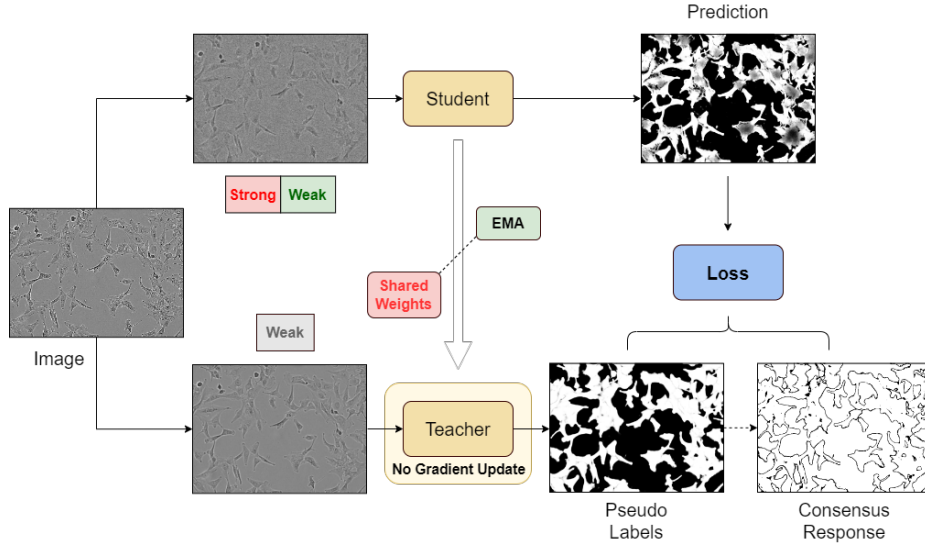 Prediction
Student
Strong Weak
EMA
Shared
Weights
Loss
Image
Weak
Teacher
No Gradient Update
Pseudo
Labels
Consensus
Response